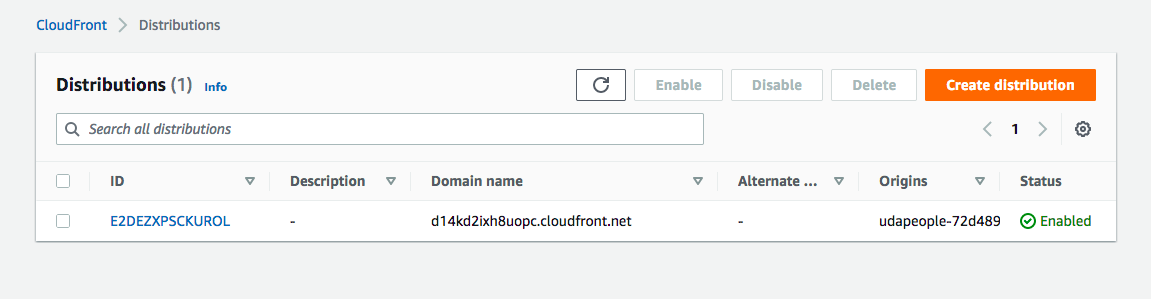 CloudFront > Distributions
Distributions (1) Info
Enable Disable Delete Create distribution
Search all distributions
1
ID Description Domain name Alternate ... Origins Status
E2DEZXPSCKUROL - d14kd2ixh8uopc.cloudfront.net - udapeople-72d489 Enabled